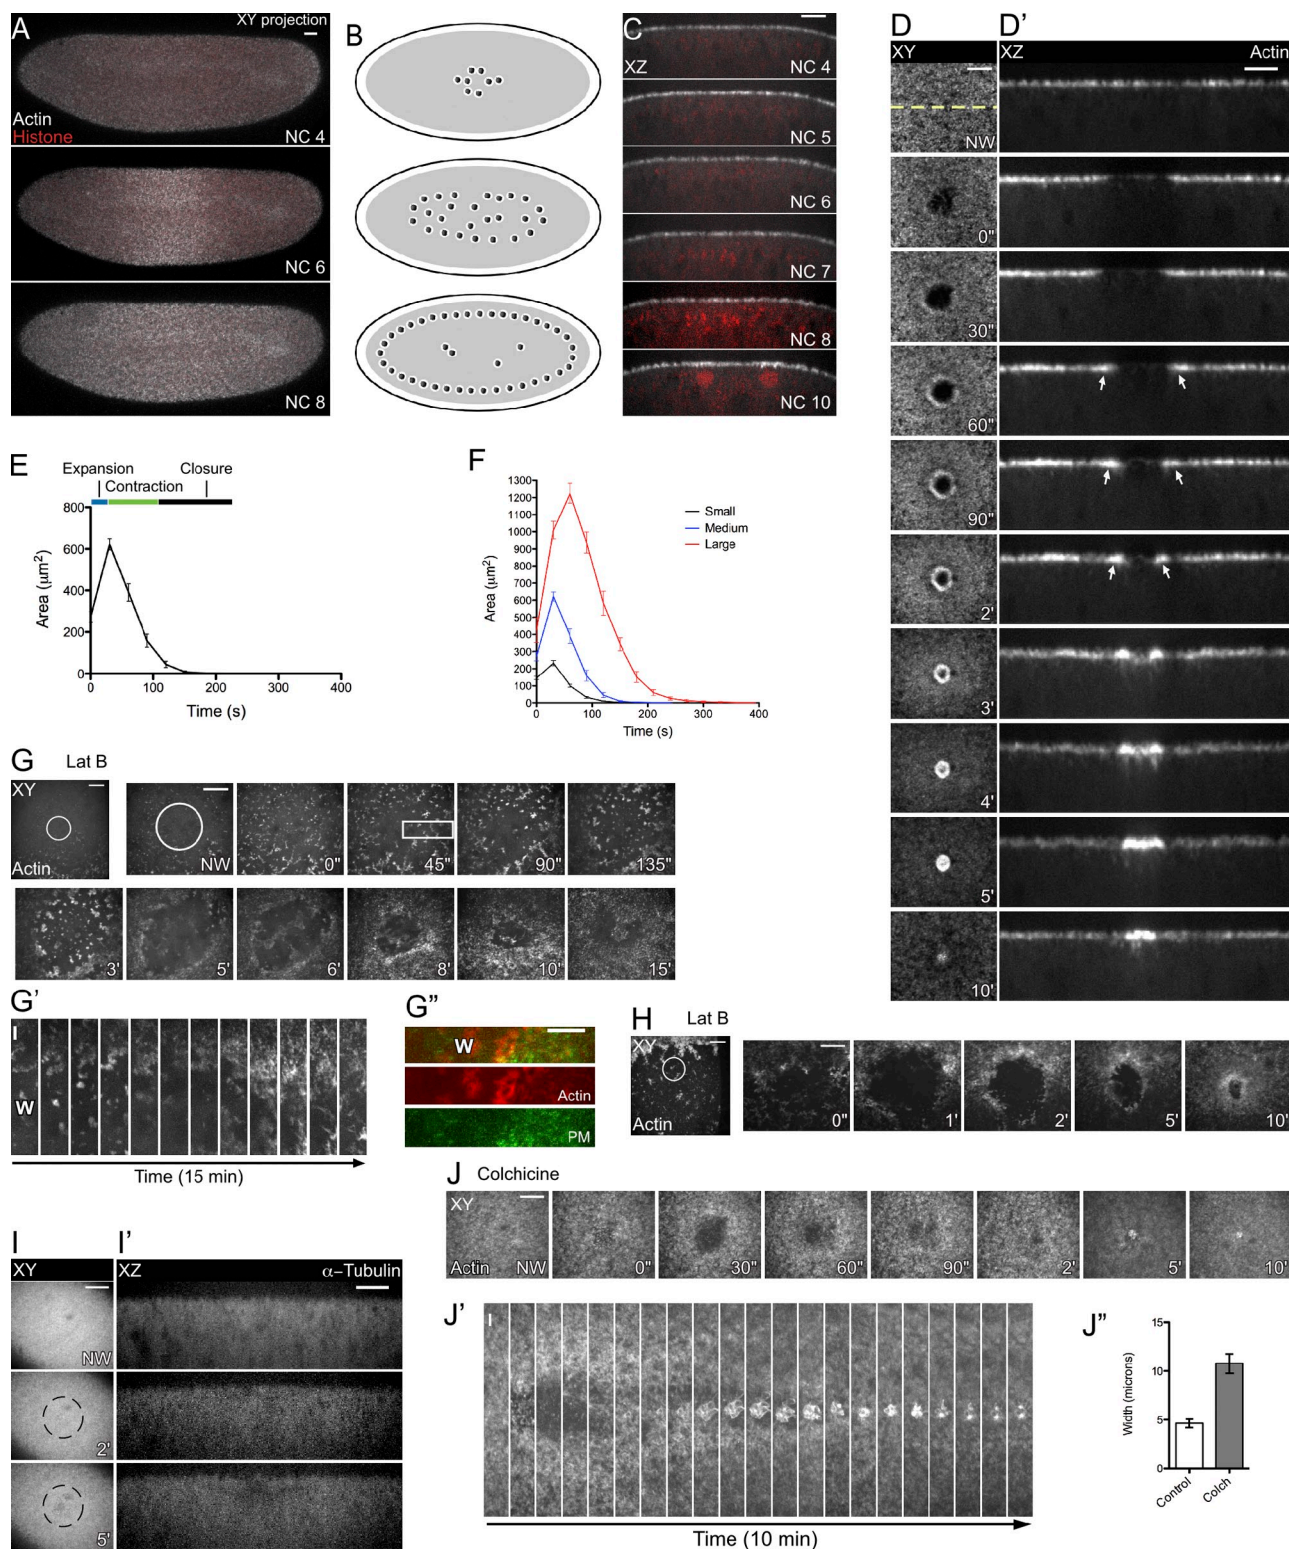 A
XY projection
Actin
Histone
NC 4
NC 6
NC 8
B
C
XZ
NC 4
NC 5
NC 6
NC 7
NC 8
NC 10
D
D’
XY
XZ
Actin
NW
0"
30"
60"
90"
2'
3'
4'
5'
10'
E
Expansion
Closure
Contraction
800
600
400
200
0
Area (μm²)
0
100
200
300
400
Time (s)
F
1300
1200
1100
1000
900
800
700
600
500
400
300
200
100
0
Area (μm²)
Small
Medium
Large
0
100
200
300
400
Time (s)
G
Lat B
XY
Actin
NW
0"
45"
90"
135"
3'
5'
6'
8'
10"
15'
G’
W
Time (15 min)
G”
W
Actin
PM
H
Lat B
XY
Actin
0"
1'
2'
5'
10'
I
I’
XY
XZ
α–Tubulin
NW
2'
5'
J
Colchicine
XY
Actin
NW
0"
30"
60"
90"
2'
5'
10'
J’
Time (10 min)
J”
15
10
5
0
Width (microns)
Control
Colch